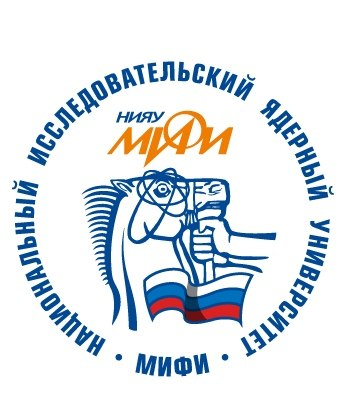 НАЦИОНАЛЬНЫЙ ИССЛЕДОВАТЕЛЬСКИЙ ЯДЕРНЫЙ УНИВЕРСИТЕТ
• МИФИ •
НИЯУ
МИФИ